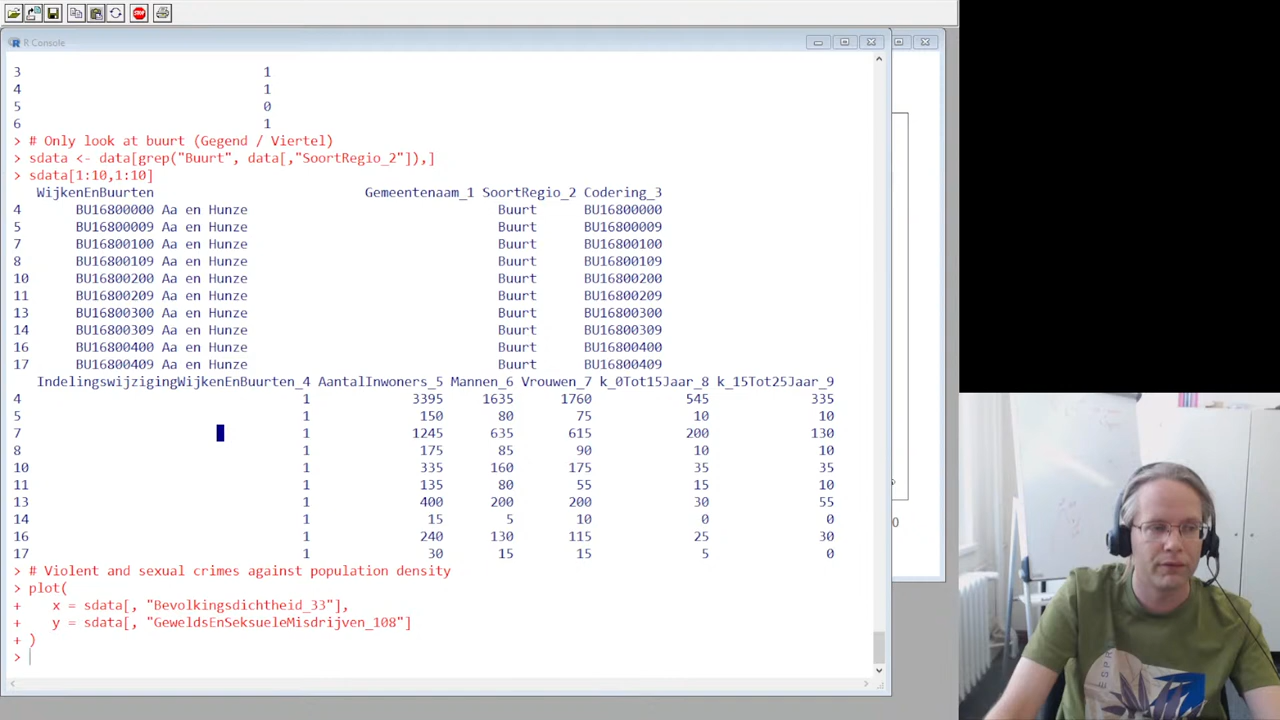 R Console
3 1
4 1
5 0
6 1
> # Only look at buurt (Gegend / Viertel)
> sdata <- data[grep("Buurt", data[,"SoortRegio_2"]),]
> sdata[1:10,1:10]
WijkenEnBuurten Gemeentenaam_1 SoortRegio_2 Codering_3
4 BU16800000 Aa en Hunze Buurt BU16800000
5 BU16800009 Aa en Hunze Buurt BU16800009
7 BU16800100 Aa en Hunze Buurt BU16800100
8 BU16800109 Aa en Hunze Buurt BU16800109
10 BU16800200 Aa en Hunze Buurt BU16800200
11 BU16800209 Aa en Hunze Buurt BU16800209
13 BU16800300 Aa en Hunze Buurt BU16800300
14 BU16800309 Aa en Hunze Buurt BU16800309
16 BU16800400 Aa en Hunze Buurt BU16800400
17 BU16800409 Aa en Hunze Buurt BU16800409
IndelingswijzigingWijkenEnBuurten_4 AantalInwoners_5 Mannen_6 Vrouwen_7 k_0Tot15Jaar_8 k_15Tot25Jaar_9
4 1 3395 1635 1760 545 335
5 1 150 80 75 10 10
7 1 1245 635 615 200 130
8 1 175 85 90 10 10
10 1 335 160 175 35 35
11 1 135 80 55 15 10
13 1 400 200 200 30 55
14 1 15 5 10 0 0
16 1 240 130 115 25 30
17 1 30 15 15 5 0
> # Violent and sexual crimes against population density
> plot(
+ x = sdata[, "Bevolkingsdichtheid_33"],
+ y = sdata[, "GeweldsEnSeksueleMisdrijven_108"]
+ )
>
STOP
0
ESPR